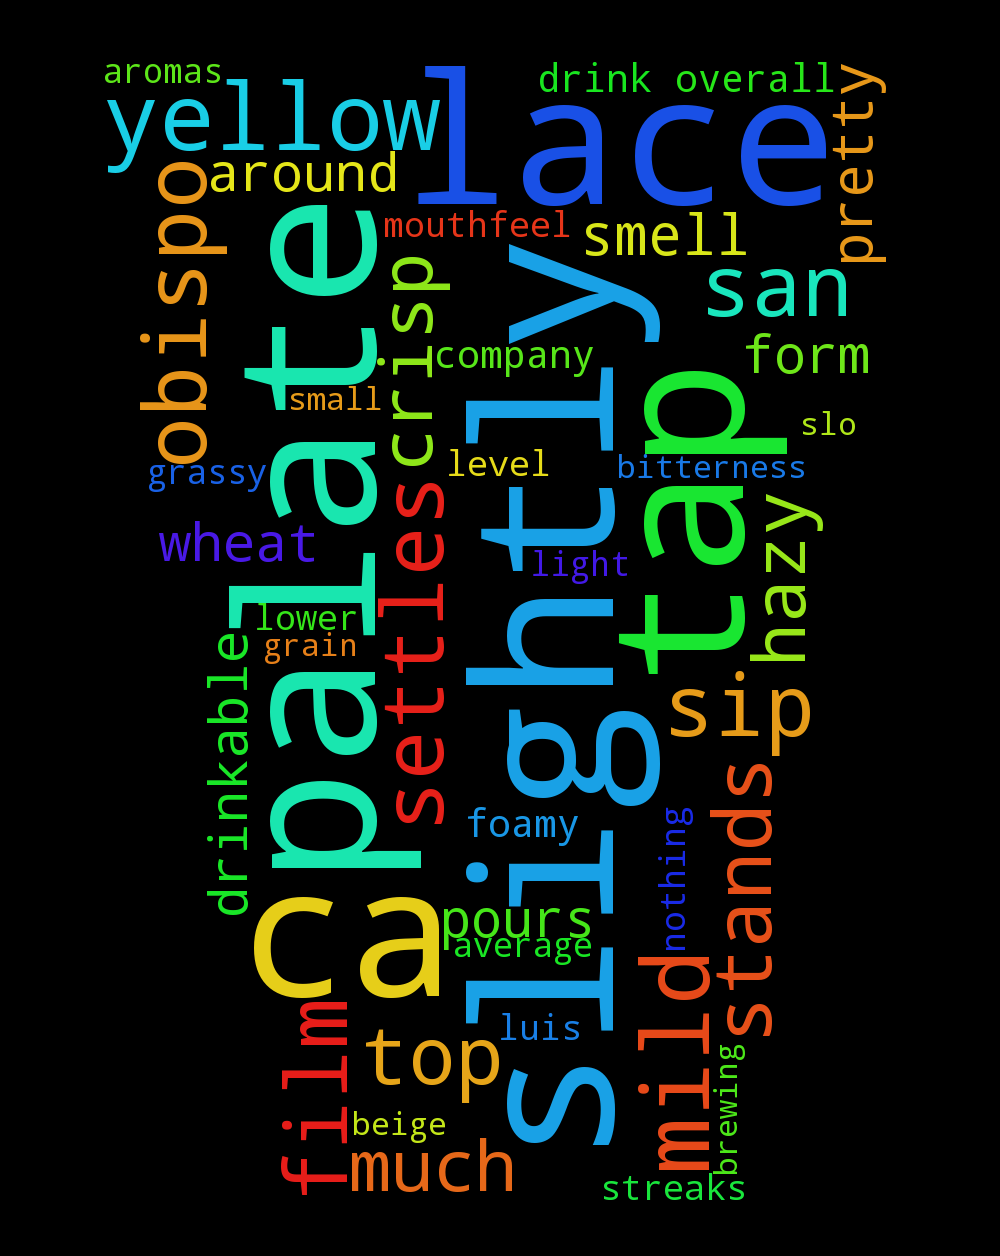 aromas
drink overall
yellow
lace
pretty
around
obispo
mouthfeel
smell
palate
slightly
crisp
san
company
form
small
tap
slo
grassy
level
bitterness
settles
hazy
wheat
light
lower
grain
drinkable
sip
stands
foamy
nothing
ca
pours
average
mild
film
luis
top
brewing
beige
much
streaks